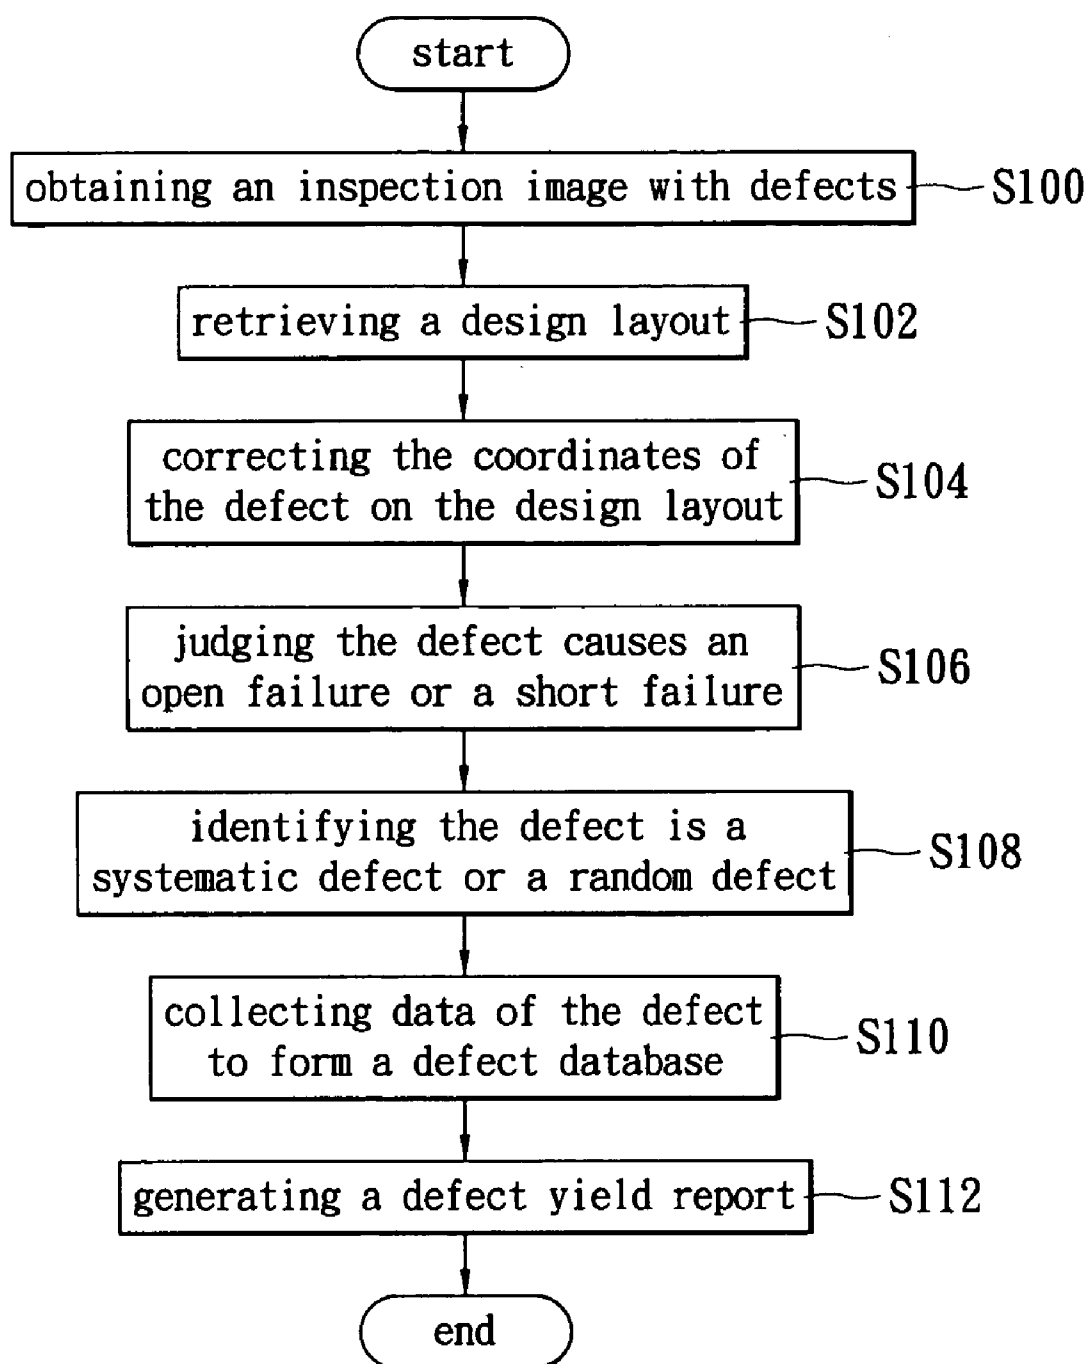 start
obtaining an inspection image with defects
S100
retrieving a design layout
S102
correcting the coordinates of
the defect on the design layout
S104
judging the defect causes an
open failure or a short failure
S106
identifying the defect is a
systematic defect or a random defect
S108
collecting data of the defect
to form a defect database
S110
generating a defect yield report
S112
end